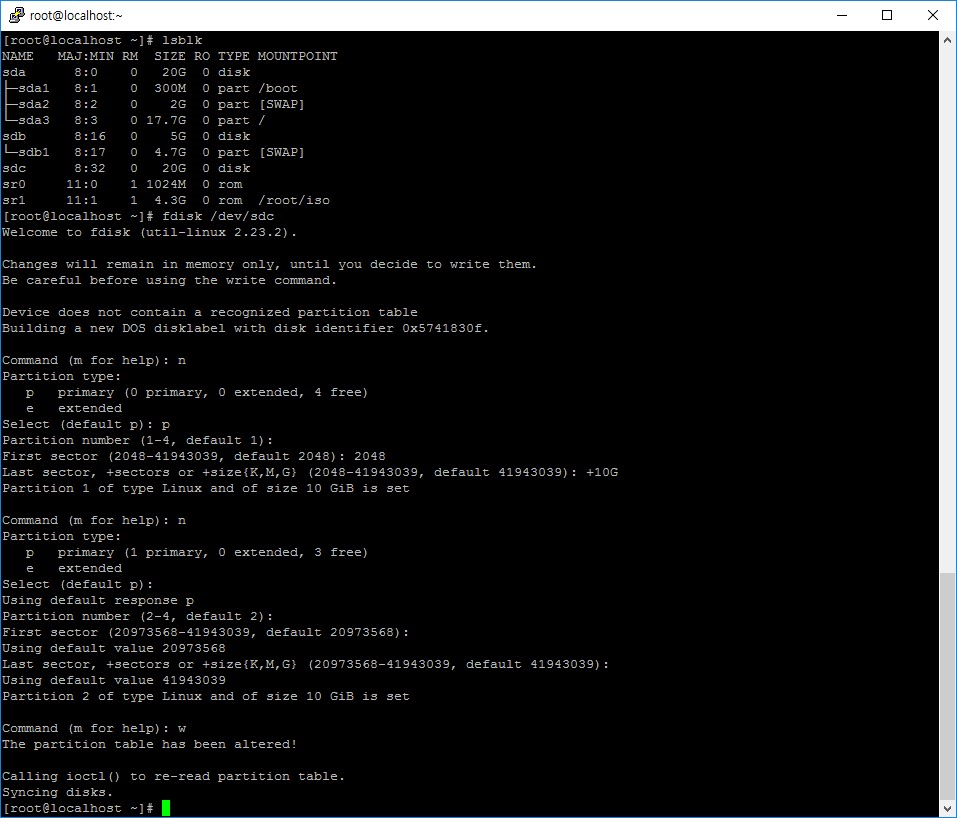 root@localhost:~
[root@localhost ~]# lsblk
NAME   MAJ:MIN RM  SIZE RO TYPE MOUNTPOINT
sda      8:0    0   20G  0 disk
├─sda1   8:1    0  300M  0 part /boot
├─sda2   8:2    0    2G  0 part [SWAP]
└─sda3   8:3    0 17.7G  0 part /
sdb      8:16   0    5G  0 disk
└─sdb1   8:17   0  4.7G  0 part [SWAP]
sdc      8:32   0   20G  0 disk
sr0     11:0    1 1024M  0 rom
sr1     11:1    1  4.3G  0 rom  /root/iso
[root@localhost ~]# fdisk /dev/sdc
Welcome to fdisk (util-linux 2.23.2).

Changes will remain in memory only, until you decide to write them.
Be careful before using the write command.

Device does not contain a recognized partition table
Building a new DOS disklabel with disk identifier 0x5741830f.

Command (m for help): n
Partition type:
   p   primary (0 primary, 0 extended, 4 free)
   e   extended
Select (default p): p
Partition number (1-4, default 1):
First sector (2048-41943039, default 2048): 2048
Last sector, +sectors or +size{K,M,G} (2048-41943039, default 41943039): +10G
Partition 1 of type Linux and of size 10 GiB is set

Command (m for help): n
Partition type:
   p   primary (1 primary, 0 extended, 3 free)
   e   extended
Select (default p):
Using default response p
Partition number (2-4, default 2):
First sector (20973568-41943039, default 20973568):
Using default value 20973568
Last sector, +sectors or +size{K,M,G} (20973568-41943039, default 41943039):
Using default value 41943039
Partition 2 of type Linux and of size 10 GiB is set

Command (m for help): w
The partition table has been altered!

Calling ioctl() to re-read partition table.
Syncing disks.
[root@localhost ~]#